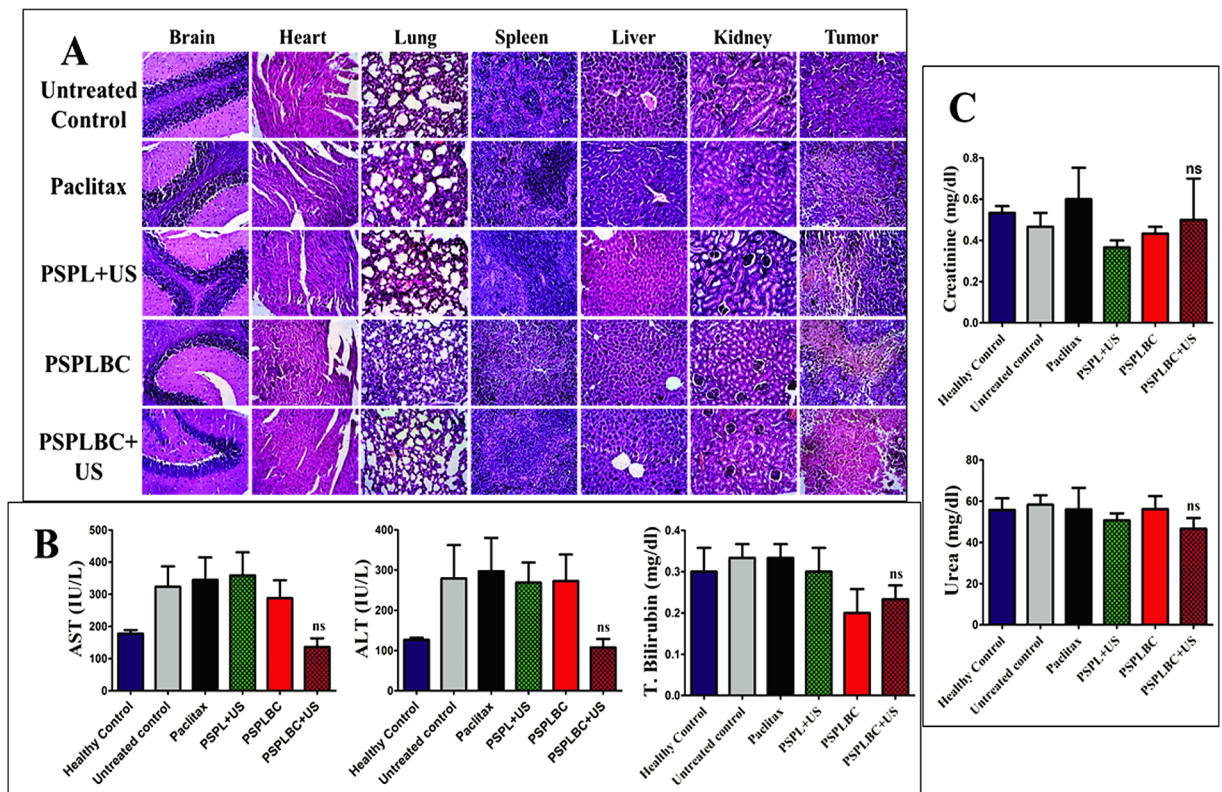 A
Brain Heart Lung Spleen Liver Kidney Tumor
Untreated
Control
Paclitax
PSPL+US
PSPLBC
PSPLBC+
US
B
AST (IU/L)
500
400
300
200
100
0
ns
Healthy Control
Untreated control
Paclitax
PSPL+US
PSPLBC
PSPLBC+US
ALT (IU/L)
400
300
200
100
0
ns
Healthy Control
Untreated control
Paclitax
PSPL+US
PSPLBC
PSPLBC+US
T. Bilirubin (mg/dl)
0.4
0.3
0.2
0.1
0.0
ns
Healthy Control
Untreated control
Paclitax
PSPL+US
PSPLBC
PSPLBC+US
C
Creatinine (mg/dl)
0.8
0.6
0.4
0.2
0.0
ns
Healthy Control
Untreated control
Paclitax
PSPL+US
PSPLBC
PSPLBC+US
Urea (mg/dl)
80
60
40
20
0
ns
Healthy Control
Untreated control
Paclitax
PSPL+US
PSPLBC
PSPLBC+US